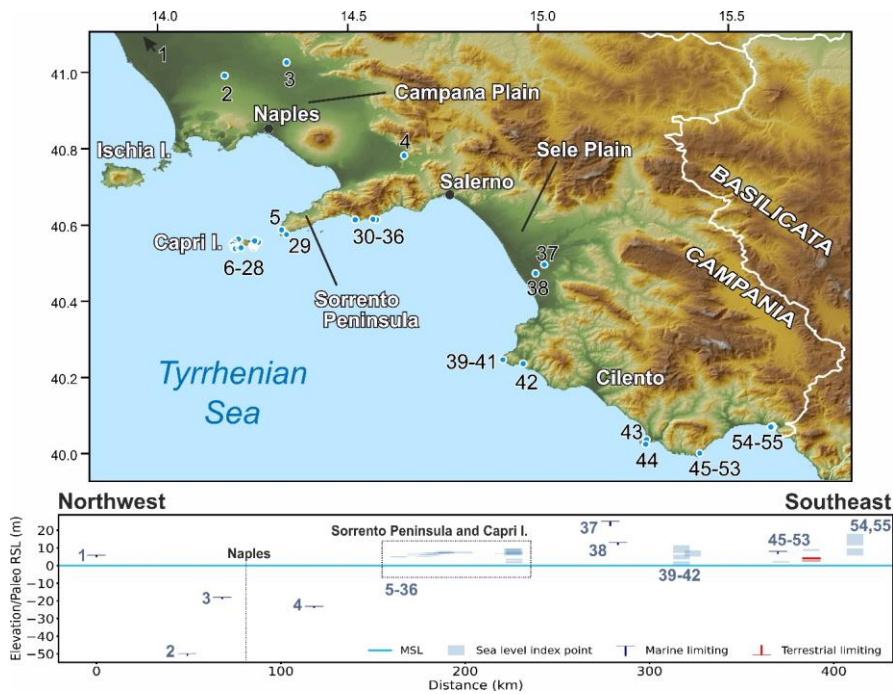 14.0 14.5 15.0 15.5
41.0
40.8
40.6
40.4
40.2
40.0
1
2
3
Campana Plain
Naples
Ischia I.
4
Sele Plain
Salerno
BASILICATA
CAMPANIA
5
Capri I.
29
30-36
6-28
37
38
Sorrento
Peninsula
39-41
42
Cilento
Tyrrhenian
Sea
43
44
45-53
54-55
Northwest Southeast
Elevation/Paleo RSL (m)
20
10
0
−10
−20
−30
−40
−50
1
Naples
Sorrento Peninsula and Capri I.
37
38
45-53
54,55
5-36
39-42
3
4
2
MSL Sea level index point Marine limiting Terrestrial limiting
0 100 200 300 400
Distance (km)